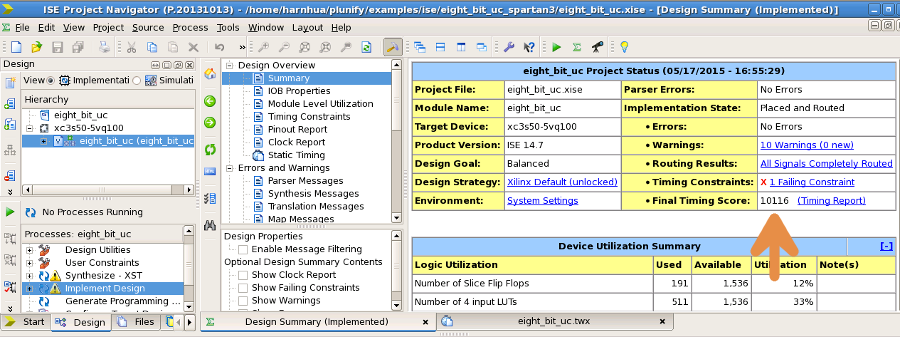 ISE Project Navigator (P.20131013) - /home/harnhua/plunify/examples/ise/eight_bit_uc_spartan3/eight_bit_uc.xise - [Design Summary (Implemented)]
File Edit View Project Source Process Tools Window Layout Help
Design
View Implementati Simulati
Hierarchy
eight_bit_uc
xc3s50-5vq100
eight_bit_uc (eight_bit_uc
No Processes Running
Processes: eight_bit_uc
Design Utilities
User Constraints
Synthesize - XST
Implement Design
Generate Programming ...
Start Design Files
Design Overview
Summary
IOB Properties
Module Level Utilization
Timing Constraints
Pinout Report
Clock Report
Static Timing
Errors and Warnings
Parser Messages
Synthesis Messages
Translation Messages
Map Messages
Design Properties
Enable Message Filtering
Optional Design Summary Contents
Show Clock Report
Show Failing Constraints
Show Warnings
Design Summary (Implemented)
eight_bit_uc.twx
eight_bit_uc Project Status (05/17/2015 - 16:55:29)
Project File: eight_bit_uc.xise Parser Errors: No Errors
Module Name: eight_bit_uc Implementation State: Placed and Routed
Target Device: xc3s50-5vq100 • Errors: No Errors
Product Version: ISE 14.7 • Warnings: 10 Warnings (0 new)
Design Goal: Balanced • Routing Results: All Signals Completely Routed
Design Strategy: Xilinx Default (unlocked) • Timing Constraints: X 1 Failing Constraint
Environment: System Settings • Final Timing Score: 10116 (Timing Report)
Device Utilization Summary [-]
Logic Utilization Used Available Utilization Note(s)
Number of Slice Flip Flops 191 1,536 12%
Number of 4 input LUTs 511 1,536 33%